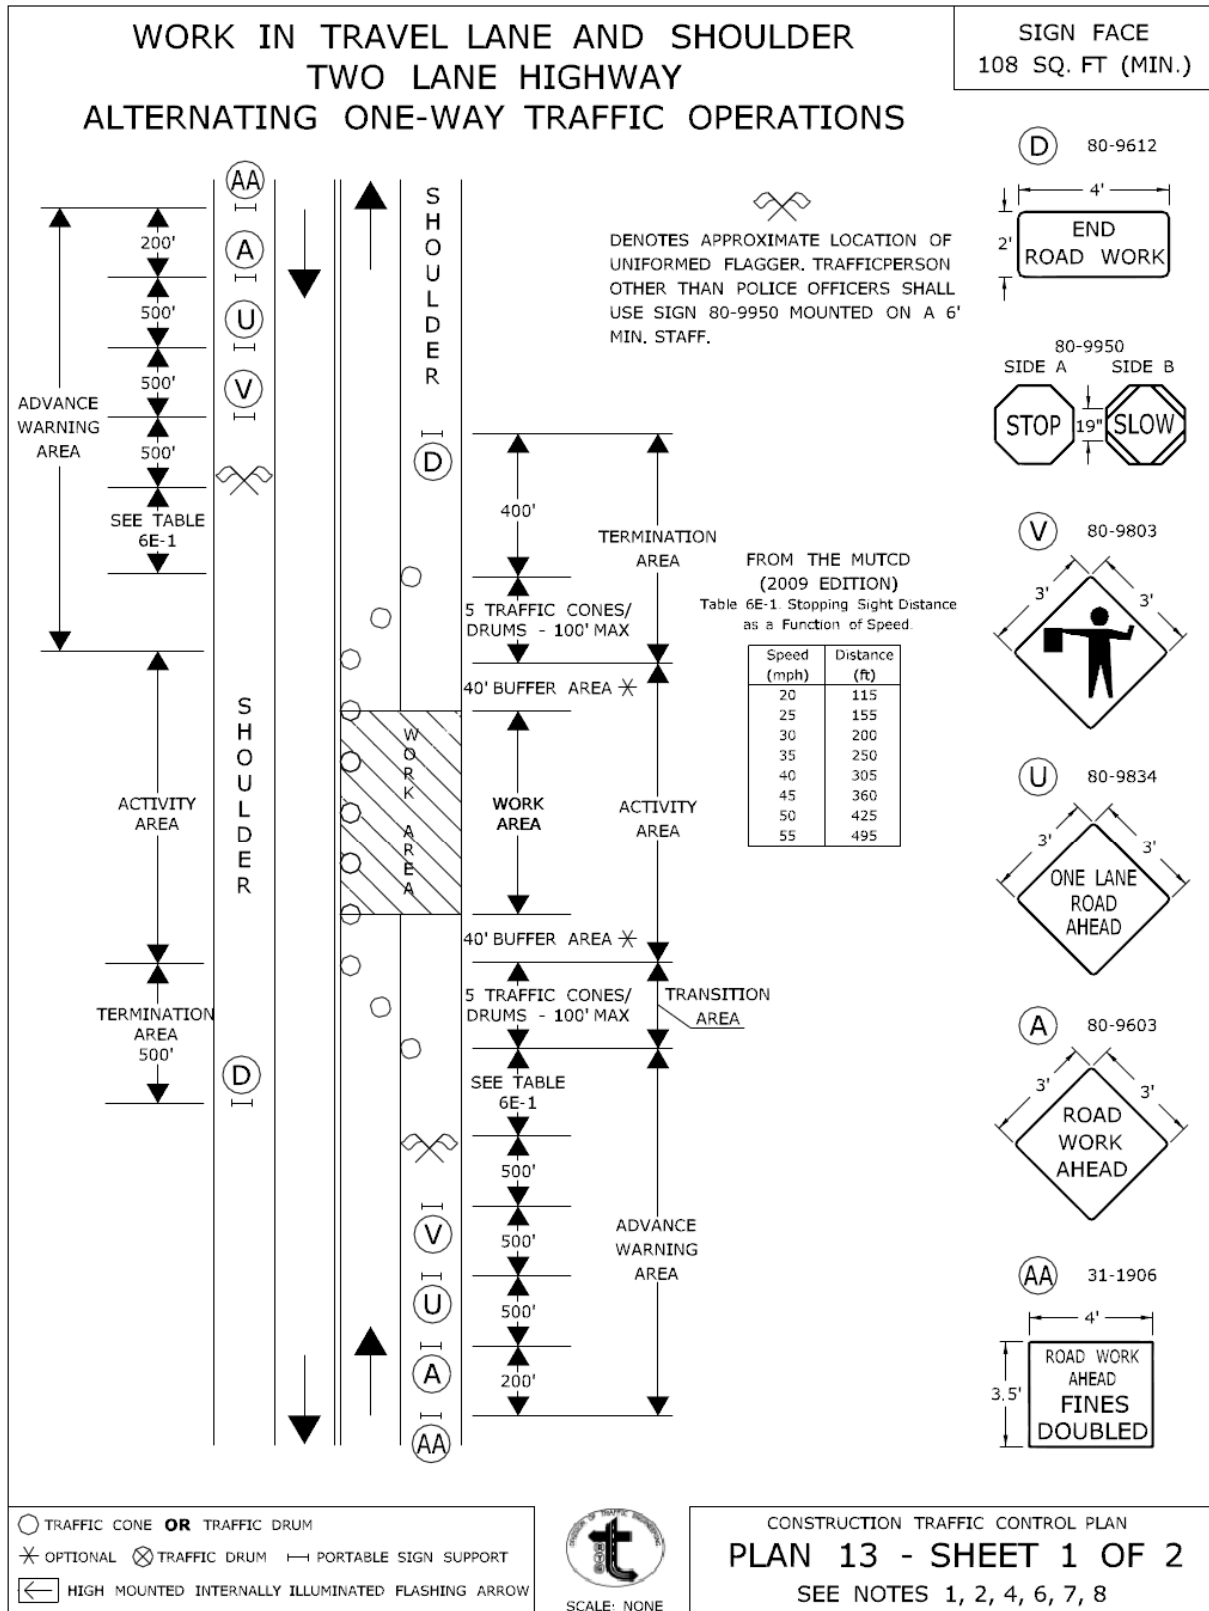 WORK IN TRAVEL LANE AND SHOULDER
TWO LANE HIGHWAY
ALTERNATING ONE-WAY TRAFFIC OPERATIONS
SIGN FACE
108 SQ. FT (MIN.)
AA
200'
A
500'
U
500'
V
500'
ADVANCE
WARNING
AREA
SEE TABLE
6E-1
SHOULDER
ACTIVITY
AREA
TERMINATION
AREA
500'
D
SHOULDER
D
400'
TERMINATION
AREA
5 TRAFFIC CONES/
DRUMS - 100' MAX
40' BUFFER AREA *
WORK AREA
WORK
AREA
ACTIVITY
AREA
40' BUFFER AREA *
5 TRAFFIC CONES/
DRUMS - 100' MAX
TRANSITION
AREA
SEE TABLE
6E-1
500'
V
500'
U
500'
A
200'
AA
ADVANCE
WARNING
AREA
DENOTES APPROXIMATE LOCATION OF
UNIFORMED FLAGGER. TRAFFICPERSON
OTHER THAN POLICE OFFICERS SHALL
USE SIGN 80-9950 MOUNTED ON A 6'
MIN. STAFF.
FROM THE MUTCD
(2009 EDITION)
Table 6E-1. Stopping Sight Distance
as a Function of Speed.
Speed Distance
(mph) (ft)
20 115
25 155
30 200
35 250
40 305
45 360
50 425
55 495
D 80-9612
4'
2'
END
ROAD WORK
80-9950
SIDE A SIDE B
STOP 19" SLOW
V 80-9803
3' 3'
U 80-9834
3' 3'
ONE LANE
ROAD
AHEAD
A 80-9603
3' 3'
ROAD
WORK
AHEAD
AA 31-1906
4'
3.5'
ROAD WORK
AHEAD
FINES
DOUBLED
TRAFFIC CONE OR TRAFFIC DRUM
OPTIONAL TRAFFIC DRUM PORTABLE SIGN SUPPORT
HIGH MOUNTED INTERNALLY ILLUMINATED FLASHING ARROW
DIVISION OF TRAFFIC ENGINEERING
SCALE: NONE
CONSTRUCTION TRAFFIC CONTROL PLAN
PLAN 13 - SHEET 1 OF 2
SEE NOTES 1, 2, 4, 6, 7, 8